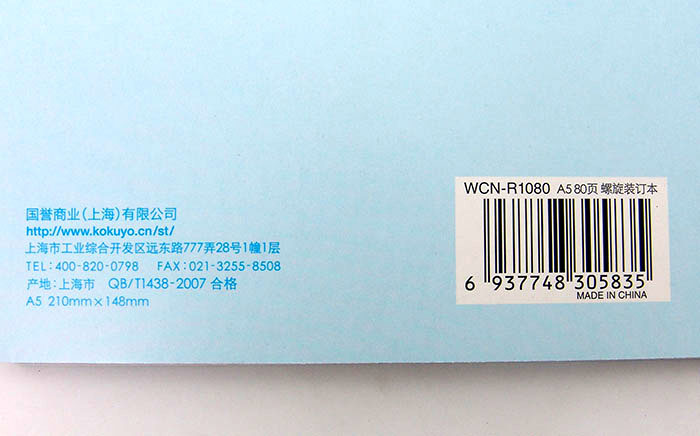 国誉商业(上海)有限公司
http://www.kokuyo.cn/st/
上海市工业综合开发区远东路777弄28号1幢1层
TEL:400-820-0798 FAX:021-3255-8508
产地:上海市 QB/T1438-2007 合格
A5 210mm×148mm
WCN-R1080 A5 80页 螺旋装订本
6 937748 305835
MADE IN CHINA